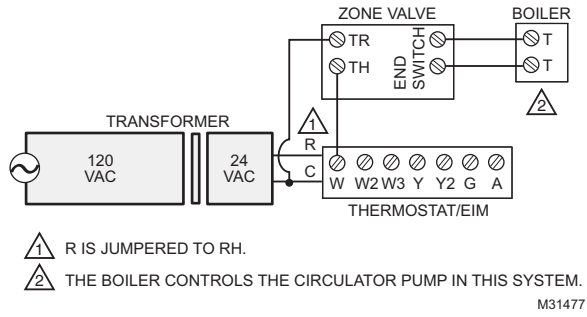 ZONE VALVE
BOILER
TR
TH
END
SWITCH
T
T
2
TRANSFORMER
1
120
VAC
24
VAC
R
C
W W2 W3 Y Y2 G A
THERMOSTAT/EIM
1 R IS JUMPERED TO RH.
2 THE BOILER CONTROLS THE CIRCULATOR PUMP IN THIS SYSTEM.
M31477